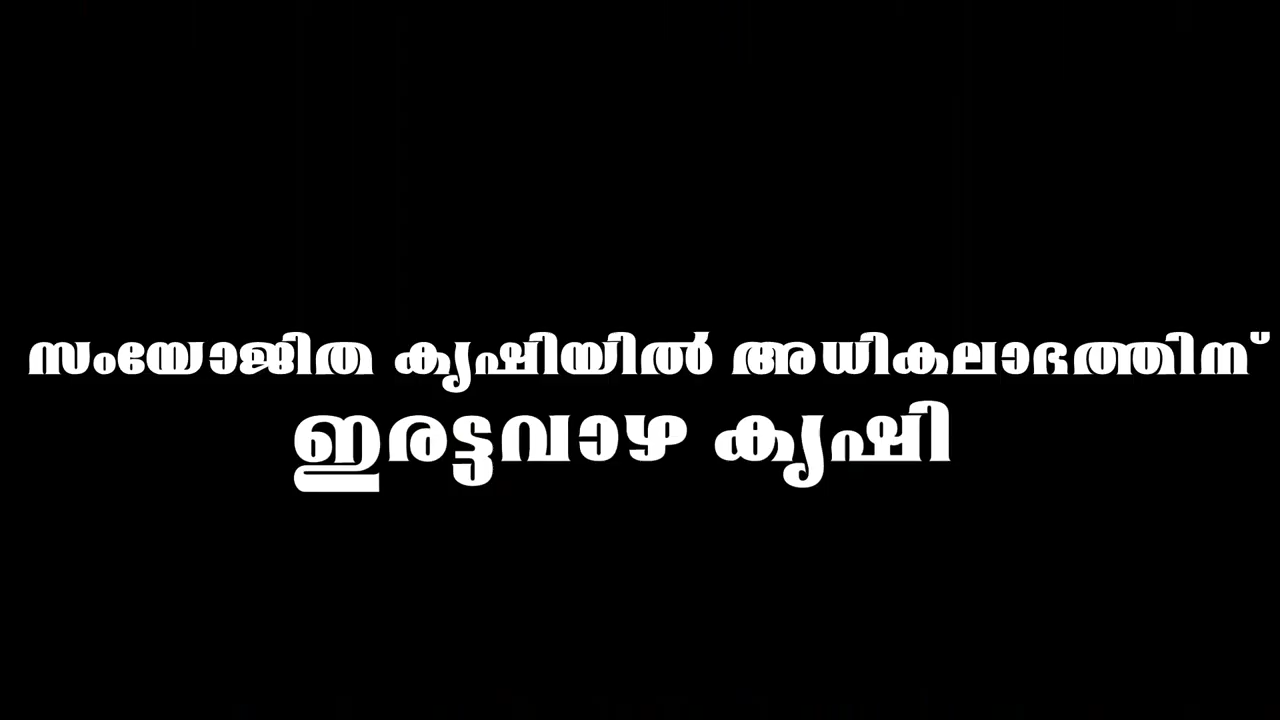 സംയോജിത കൃഷിയിൽ അധികലാഭത്തിന്
ഇരട്ടവാഴ കൃഷി